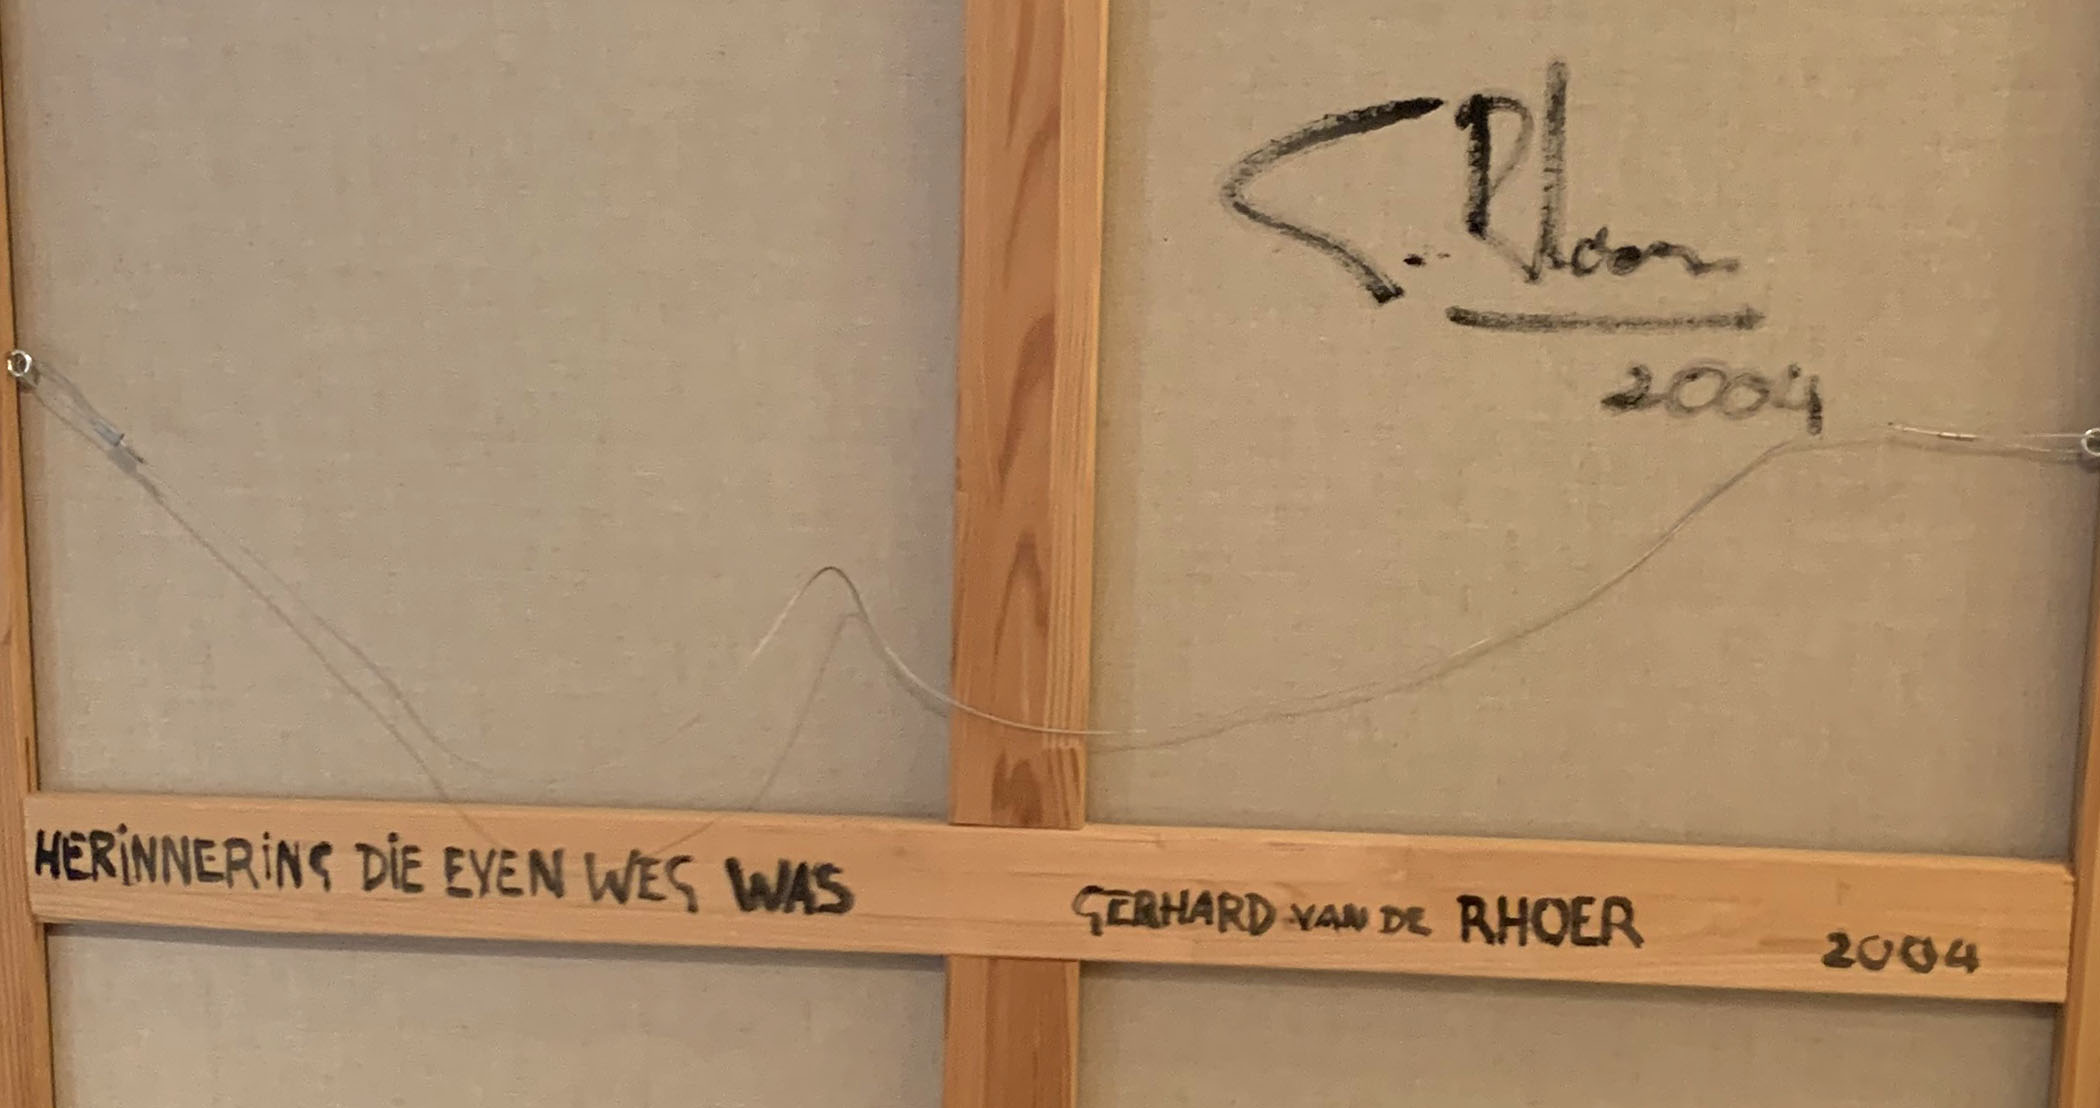 G. Rhoer
2004
HERINNERING DIE EVEN WEG WAS GERHARD VAN DE RHOER 2004